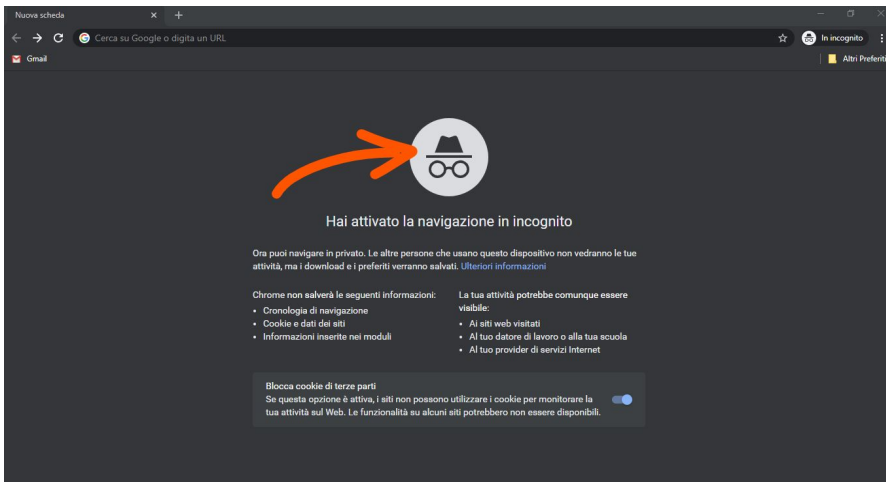 Nuova scheda
Cerca su Google o digita un URL
In incognito
Gmail
Altri Preferiti
Hai attivato la navigazione in incognito
Ora puoi navigare in privato. Le altre persone che usano questo dispositivo non vedranno le tue
attività, ma i download e i preferiti verranno salvati. Ulteriori informazioni
Chrome non salverà le seguenti informazioni:
• Cronologia di navigazione
• Cookie e dati dei siti
• Informazioni inserite nei moduli
La tua attività potrebbe comunque essere
visibile:
• Ai siti web visitati
• Al tuo datore di lavoro o alla tua scuola
• Al tuo provider di servizi Internet
Blocca cookie di terze parti
Se questa opzione è attiva, i siti non possono utilizzare i cookie per monitorare la
tua attività sul Web. Le funzionalità su alcuni siti potrebbero non essere disponibili.